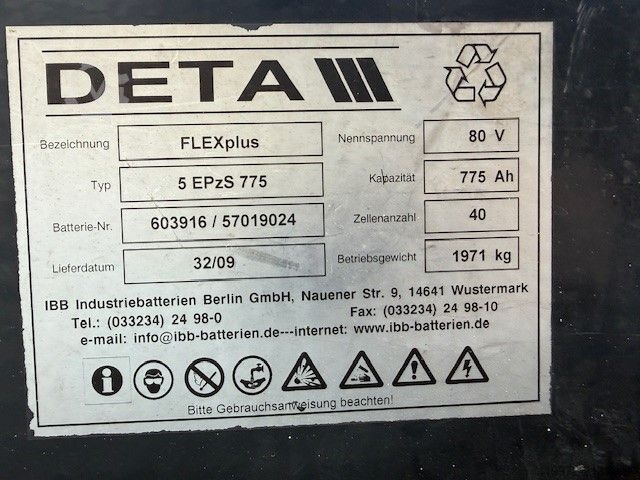 DETA
Bezeichnung FLEXplus Nennspannung 80 V
Typ 5 EPzS 775 Kapazität 775 Ah
Batterie-Nr. 603916 / 57019024 Zellenanzahl 40
Lieferdatum 32/09 Betriebsgewicht 1971 kg
IBB Industriebatterien Berlin GmbH, Nauener Str. 9, 14641 Wustermark
Tel.: (033234) 24 98-0 Fax: (033234) 24 98-10
e-mail: info@ibb-batterien.de---internet: www.ibb-batterien.de
Bitte Gebrauchsanweisung beachten!